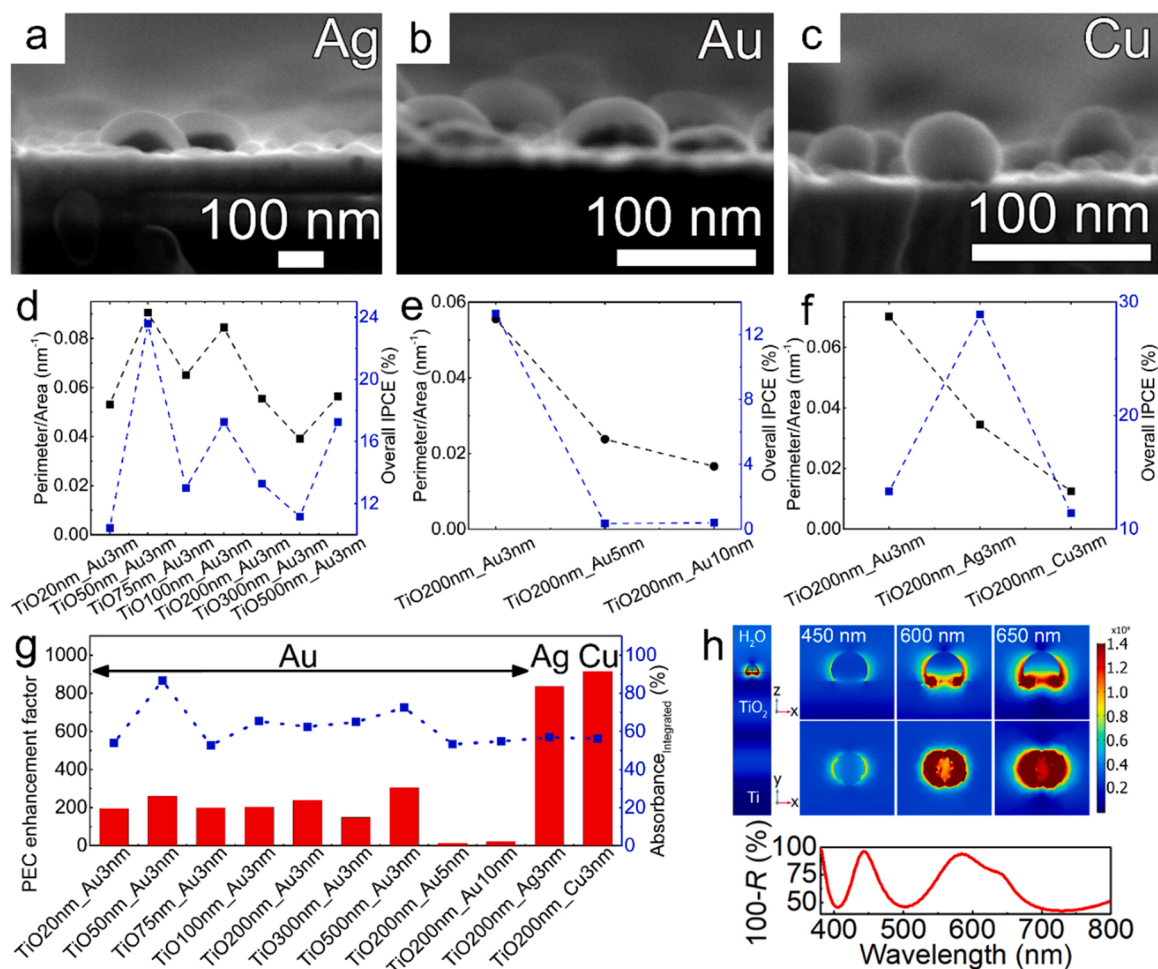 a
Ag
100 nm
b
Au
100 nm
c
Cu
100 nm
d
Perimeter/Area (nm-1)
0.08
0.06
0.04
0.02
0.00
24
20
16
12
Overall IPCE (%)
TiO20nm_Au3nm
TiO50nm_Au3nm
TiO75nm_Au3nm
TiO100nm_Au3nm
TiO200nm_Au3nm
TiO300nm_Au3nm
TiO500nm_Au3nm
e
Perimeter/Area (nm-1)
0.06
0.04
0.02
0.00
12
8
4
0
Overall IPCE (%)
TiO200nm_Au3nm
TiO200nm_Au5nm
TiO200nm_Au10nm
f
Perimeter/Area (nm-1)
0.06
0.04
0.02
0.00
30
20
10
Overall IPCE (%)
TiO200nm_Au3nm
TiO200nm_Ag3nm
TiO200nm_Cu3nm
g
Au
Ag
Cu
PEC enhancement factor
1000
800
600
400
200
0
100
80
60
40
20
0
AbsorbanceIntegrated (%)
TiO200nm_Au3nm
TiO50nm_Au3nm
TiO75nm_Au3nm
TiO100nm_Au3nm
TiO2000nm_Au3nm
TiO300nm_Au3nm
TiO500nm_Au3nm
TiO200nm_Au5nm
TiO200nm_Au10nm
TiO200nm_Ag3nm
TiO200nm_Cu3nm
h
H2O
TiO2
Ti
450 nm
600 nm
650 nm
z
x
y
x
x10⁹
1.4
1.2
1
0.8
0.6
0.4
0.2
100-R (%)
100
75
50
400
500
600
700
800
Wavelength (nm)